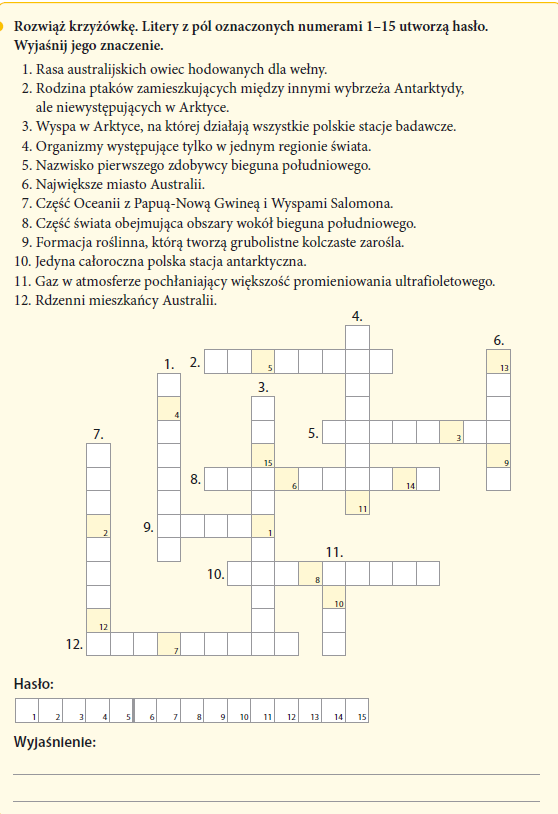 Rozwiąż krzyżówkę. Litery z pól oznaczonych numerami 1–15 utworzą hasło.
Wyjaśnij jego znaczenie.
1. Rasa australijskich owiec hodowanych dla wełny.
2. Rodzina ptaków zamieszkujących między innymi wybrzeża Antarktydy,
ale niewystępujących w Arktyce.
3. Wyspa w Arktyce, na której działają wszystkie polskie stacje badawcze.
4. Organizmy występujące tylko w jednym regionie świata.
5. Nazwisko pierwszego zdobywcy bieguna południowego.
6. Największe miasto Australii.
7. Część Oceanii z Papuą-Nową Gwineą i Wyspami Salomona.
8. Część świata obejmująca obszary wokół bieguna południowego.
9. Formacja roślinna, którą tworzą grubolistne kolczaste zarośla.
10. Jedyna całoroczna polska stacja antarktyczna.
11. Gaz w atmosferze pochłaniający większość promieniowania ultrafioletowego.
12. Rdzenni mieszkańcy Australii.
4.
6.
1. 2. 5 13
3.
4
7. 5. 3
15 9
8. 6 14
11
2 9. 1
11.
10. 8
10
12
12. 7
Hasło:
1 2 3 4 5 6 7 8 9 10 11 12 13 14 15
Wyjaśnienie: